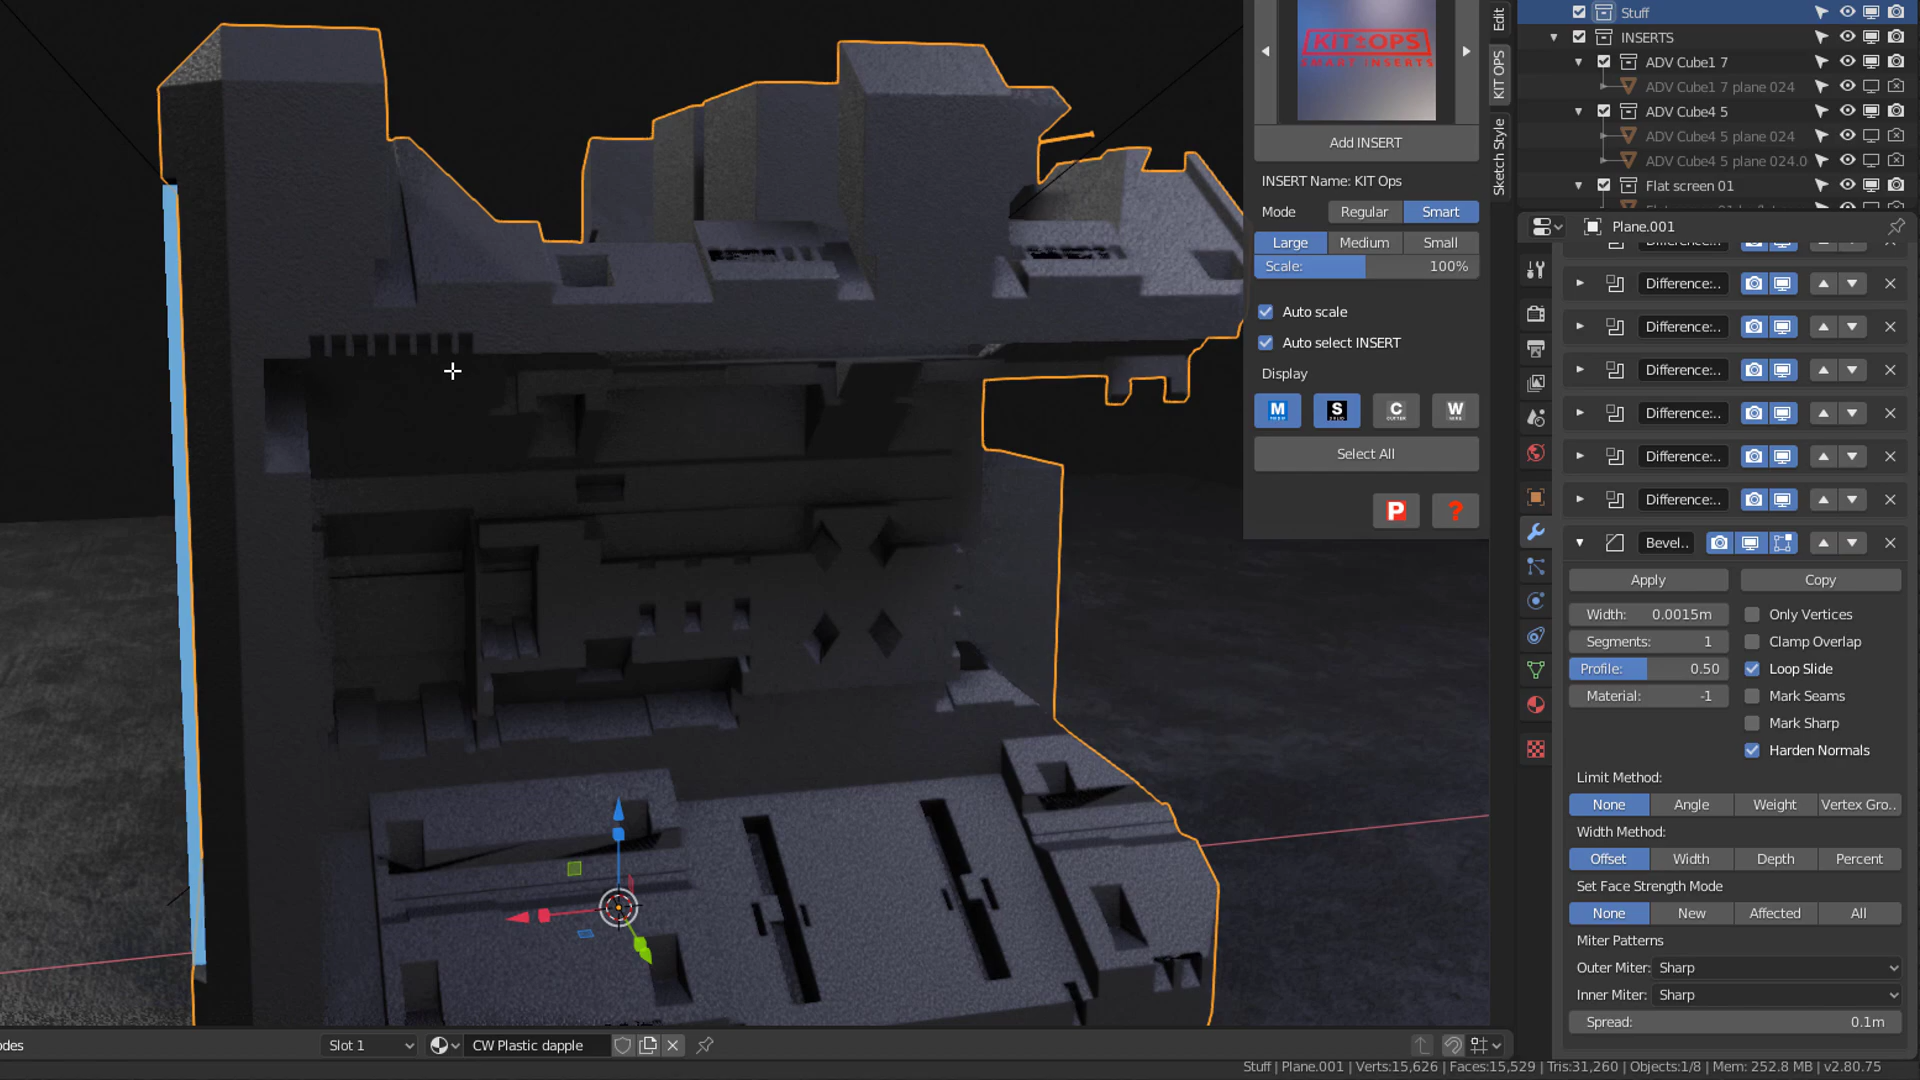 Stuff
INSERTS
ADV Cube1 7
ADV Cube1 7 plane 024
ADV Cube4 5
ADV Cube4 5 plane 024
ADV Cube4 5 plane 024.0
Flat screen 01
Edit
KIT OPS
Sketch Style
KIT OPS
SMART INSERTS
Add INSERT
INSERT Name: KIT Ops
Mode Regular Smart
Large Medium Small
Scale: 100%
Auto scale
Auto select INSERT
Display
M S C W
Select All
P ?
Plane.001
Difference:..
Difference:..
Difference:..
Difference:..
Difference:..
Difference:..
Difference:..
Bevel..
Apply Copy
Width: 0.0015m Only Vertices
Segments: 1 Clamp Overlap
Profile: 0.50 Loop Slide
Material: -1 Mark Seams
Mark Sharp
Harden Normals
Limit Method:
None Angle Weight Vertex Gro..
Width Method:
Offset Width Depth Percent
Set Face Strength Mode
None New Affected All
Miter Patterns
Outer Miter: Sharp
Inner Miter: Sharp
Spread: 0.1m
odes Slot 1 CW Plastic dapple
Stuff | Plane.001 | Verts:15,626 | Faces:15,529 | Tris:31,260 | Objects:1/8 | Mem: 252.8 MB | v2.80.75